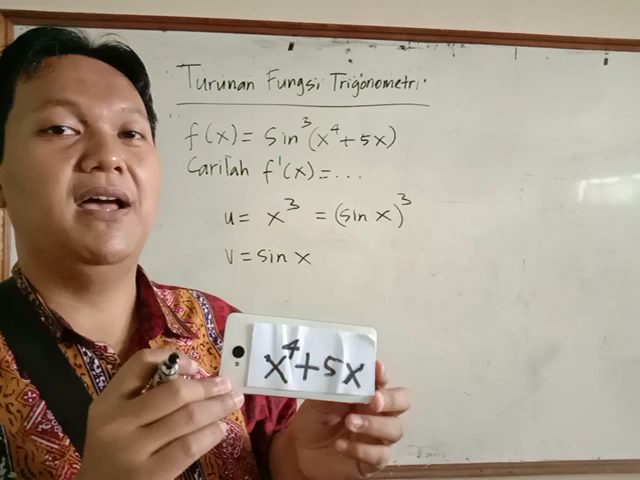 Turunan Fungsi Trigonometri.
f(x) = Sin³(x⁴+5x)
Carilah f'(x) = ...
u = x³ = (sin x)³
v = sin x
x⁴+5x